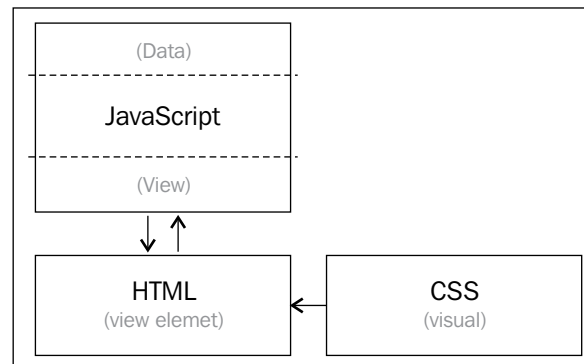 (Data)
JavaScript
(View)
HTML
(view elemet)
CSS
(visual)